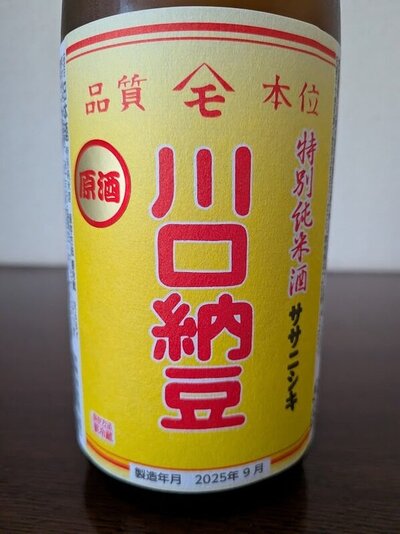 品質 モ 本位
原酒
川口納豆
特別純米酒
ササニシキ
製造年月 2025年9月